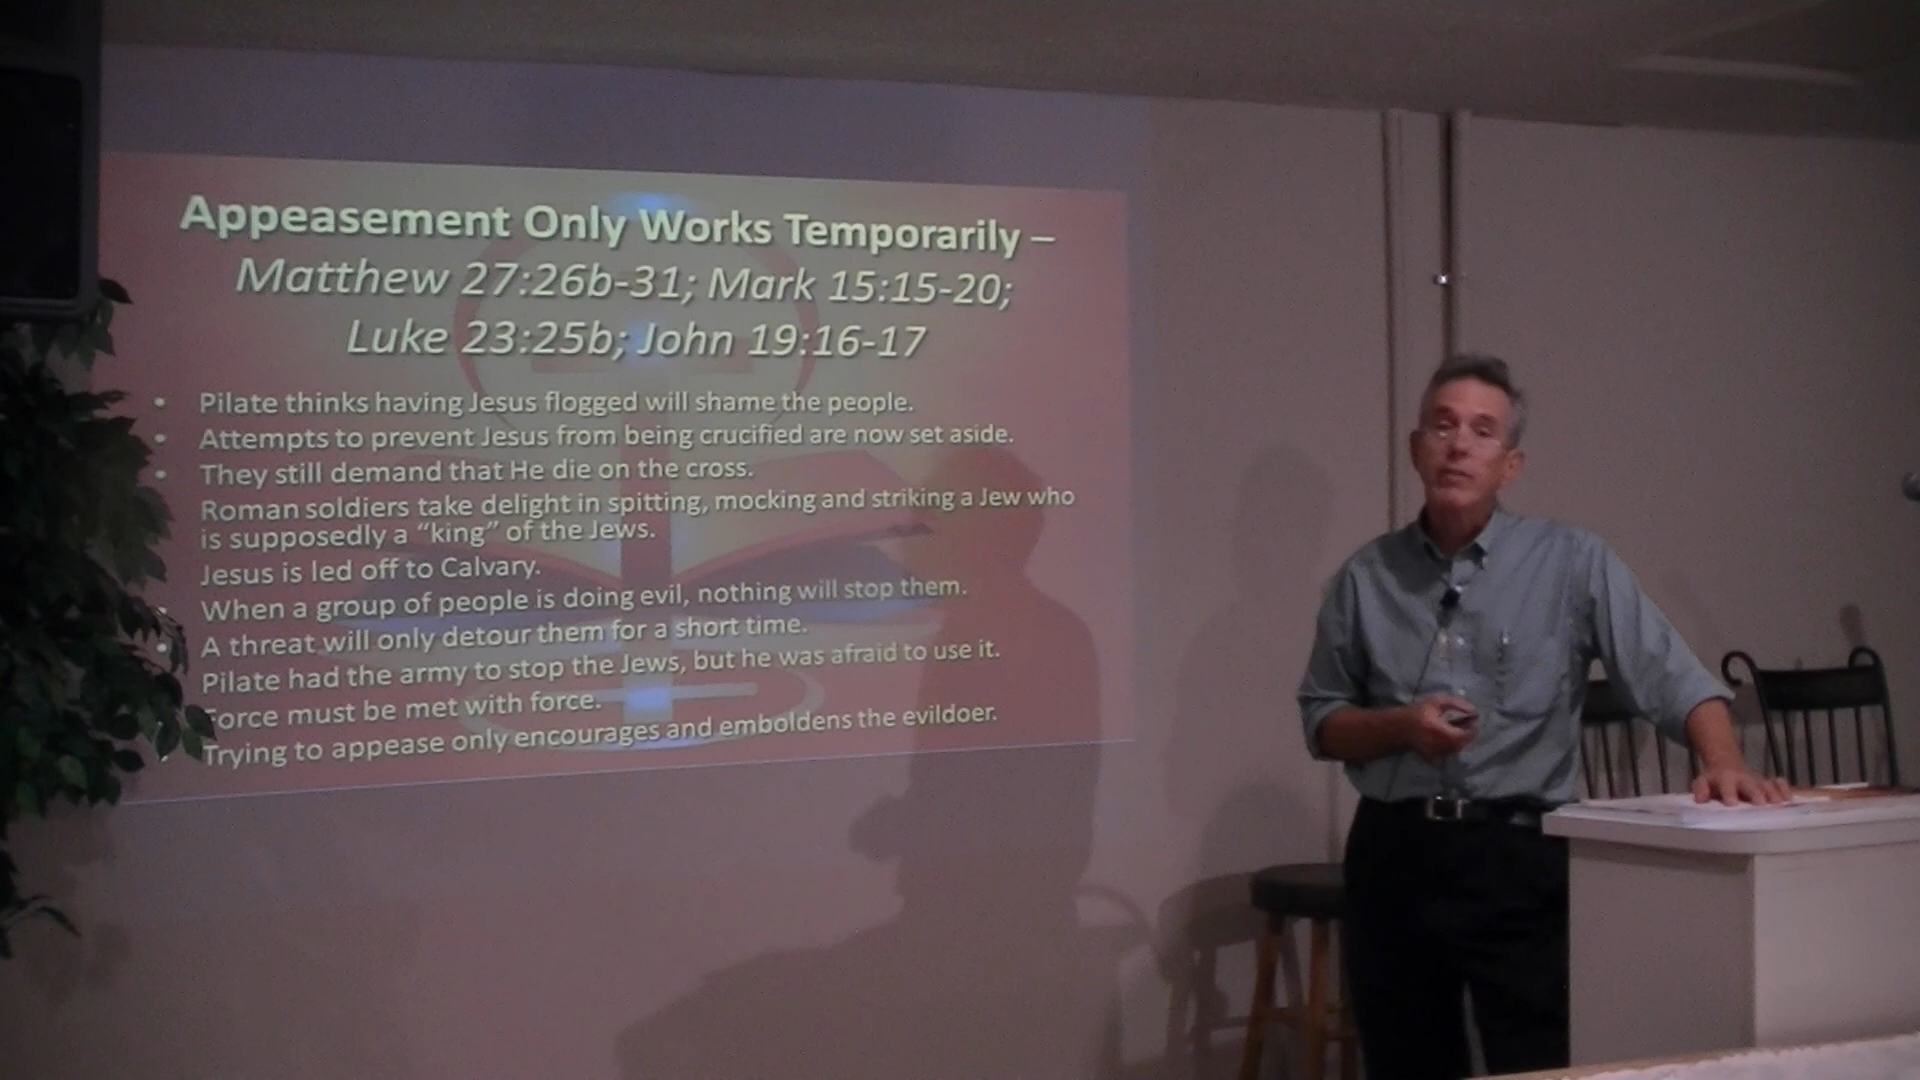 Appeasement Only Works Temporarily –
Matthew 27:26b-31; Mark 15:15-20;
Luke 23:25b; John 19:16-17
• Pilate thinks having Jesus flogged will shame the people.
• Attempts to prevent Jesus from being crucified are now set aside.
• They still demand that He die on the cross.
Roman soldiers take delight in spitting, mocking and striking a Jew who
is supposedly a “king” of the Jews.
Jesus is led off to Calvary.
• When a group of people is doing evil, nothing will stop them.
• A threat will only detour them for a short time.
Pilate had the army to stop the Jews, but he was afraid to use it.
Force must be met with force.
• Trying to appease only encourages and emboldens the evildoer.